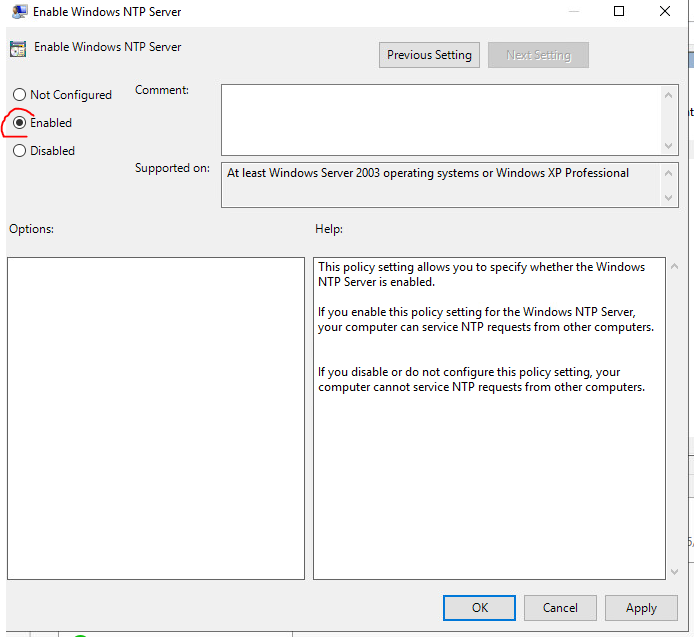 Enable Windows NTP Server
Enable Windows NTP Server
Previous Setting
Next Setting
Not Configured
Comment:
Enabled
Disabled
Supported on:
At least Windows Server 2003 operating systems or Windows XP Professional
Options:
Help:
This policy setting allows you to specify whether the Windows
NTP Server is enabled.
If you enable this policy setting for the Windows NTP Server,
your computer can service NTP requests from other computers.
If you disable or do not configure this policy setting, your
computer cannot service NTP requests from other computers.
OK
Cancel
Apply